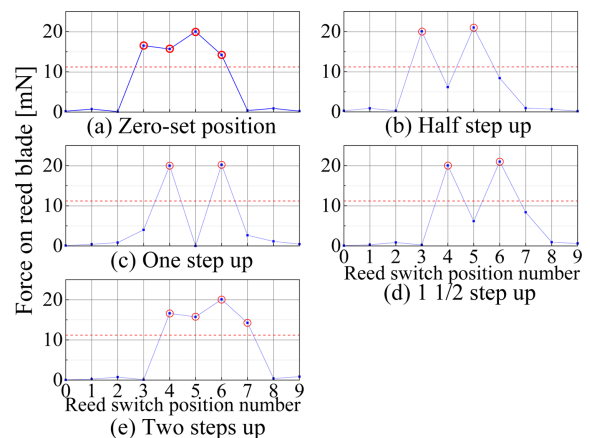 Force on reed blade [mN]
20
10
0
(a) Zero-set position
20
10
0
(b) Half step up
20
10
0
(c) One step up
20
10
0
0 1 2 3 4 5 6 7 8 9
Reed switch position number
(d) 1 1/2 step up
20
10
0
0 1 2 3 4 5 6 7 8 9
Reed switch position number
(e) Two steps up